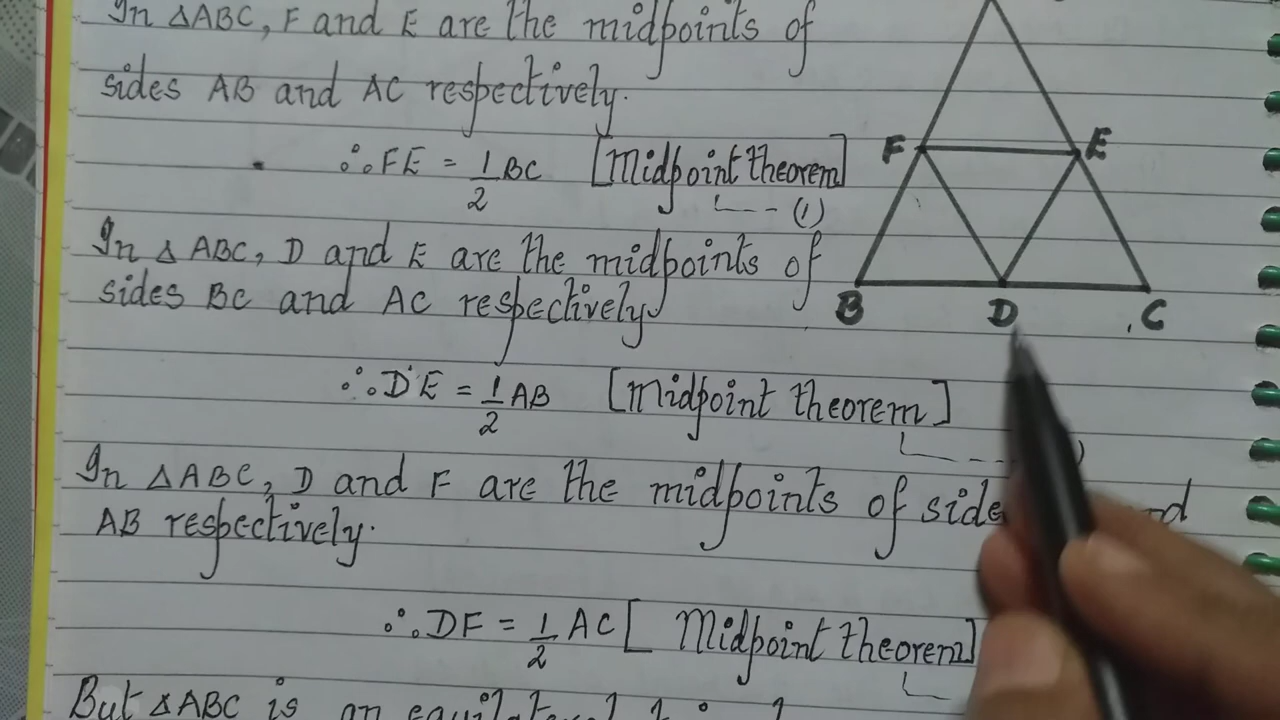 In △ABC, F and E are the midpoints of
sides AB and AC respectively.
∴ FE = 1/2 BC [Midpoint theorem]
(1)
In △ABC, D and E are the midpoints of
sides BC and AC respectively.
∴ DE = 1/2 AB [Midpoint theorem]
In △ABC, D and F are the midpoints of
AB respectively.
∴ DF = 1/2 AC [Midpoint theorem]
But △ABC is an
F
E
B
D
C